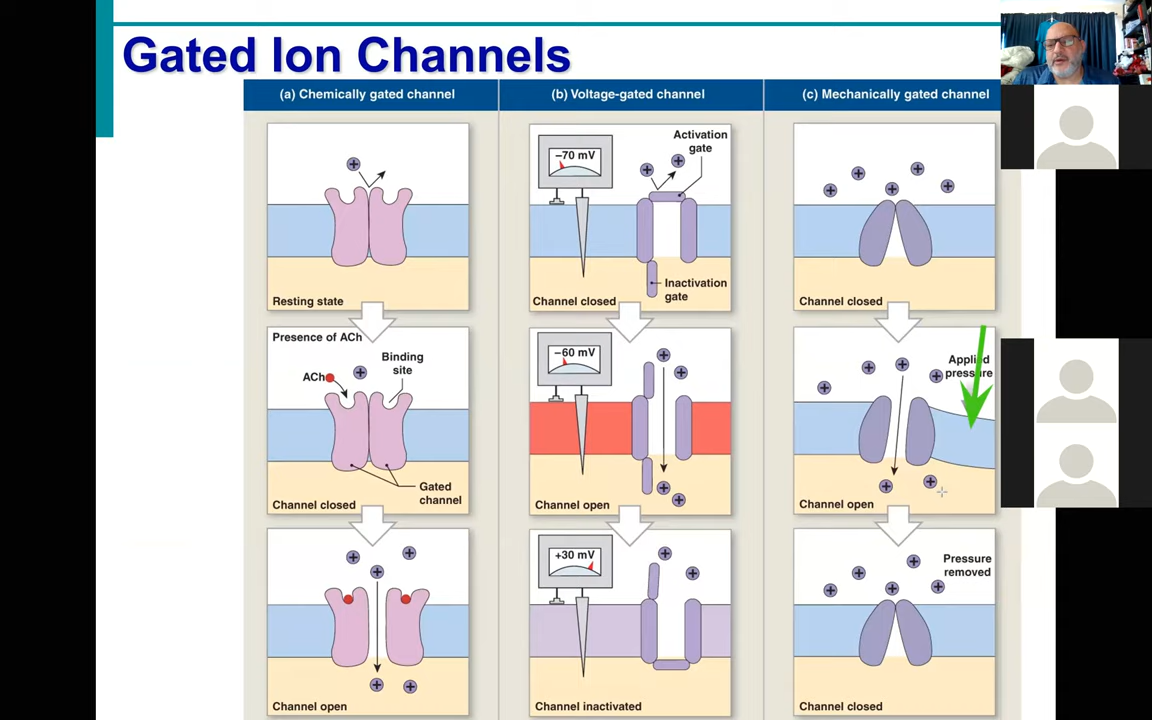 Gated Ion Channels
(a) Chemically gated channel
(b) Voltage-gated channel
(c) Mechanically gated channel
Resting state
Presence of ACh
ACh
Binding
site
Gated
channel
Channel closed
Channel open
–70 mV
Activation
gate
Inactivation
gate
Channel closed
–60 mV
Channel open
+30 mV
Channel inactivated
Channel closed
Applied
pressure
Channel open
Pressure
removed
Channel closed